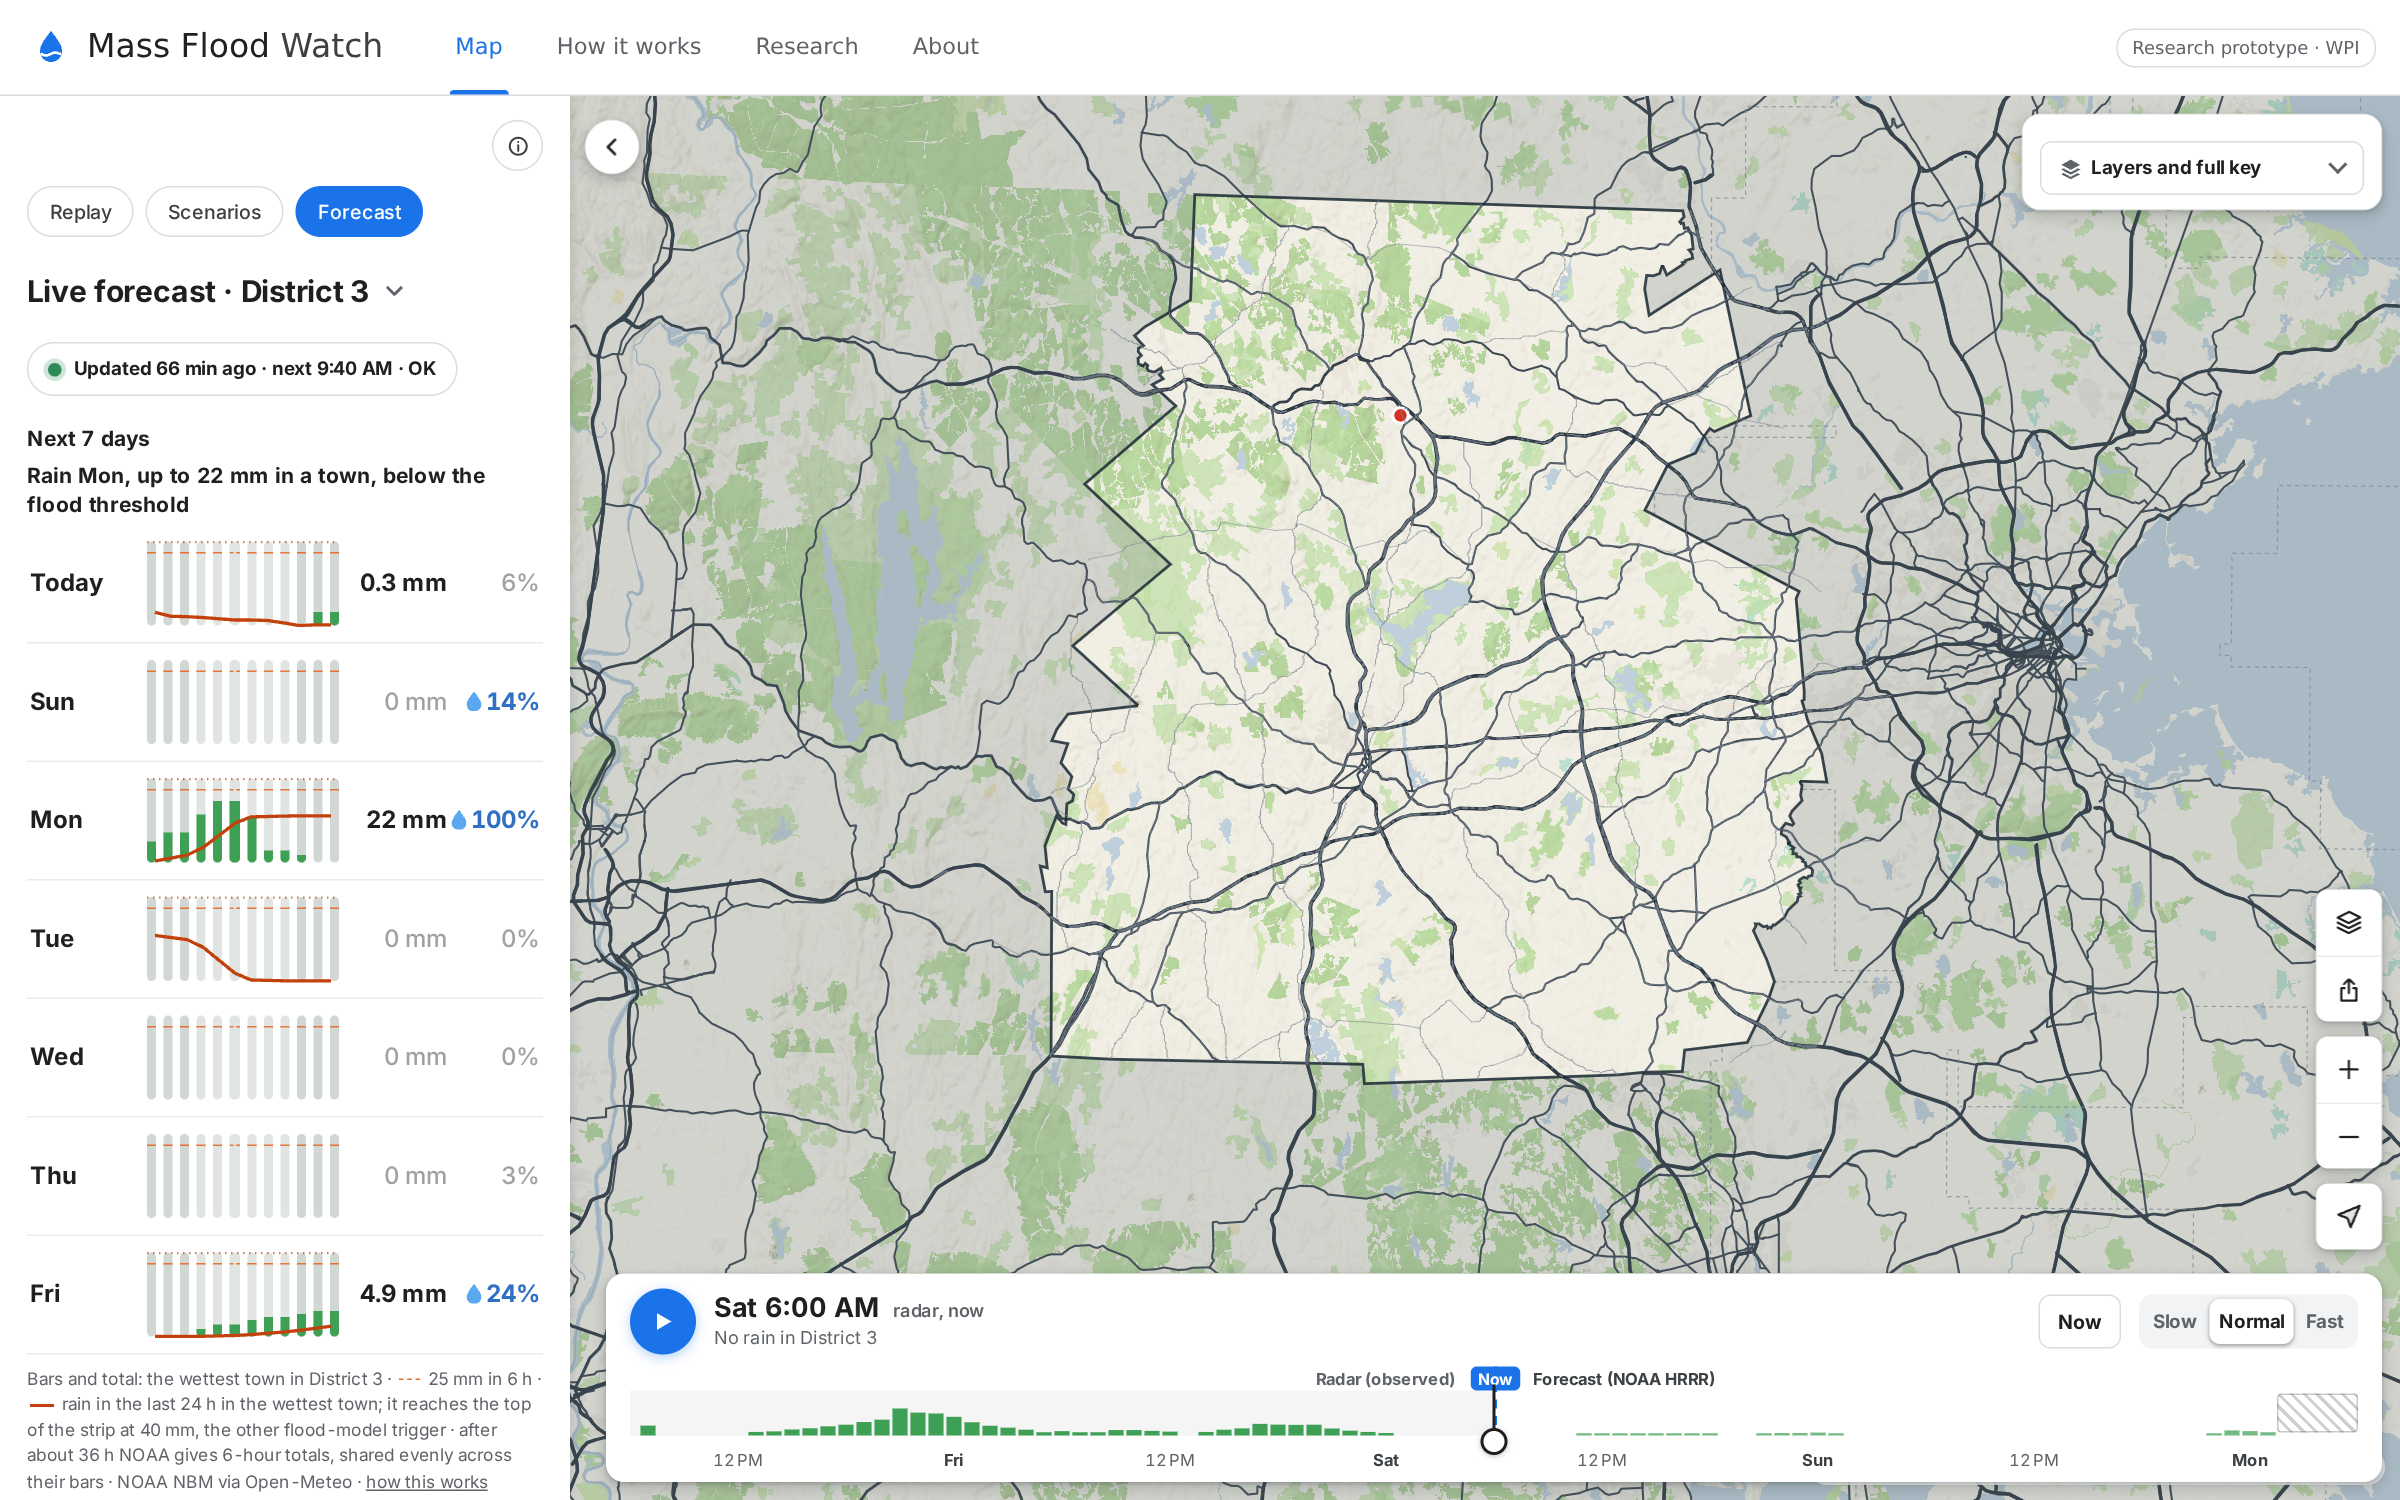 Mass Flood Watch
Map
How it works
Research
About
Research prototype · WPI
Replay
Scenarios
Forecast
Live forecast · District 3
Updated 66 min ago · next 9:40 AM · OK
Next 7 days
Rain Mon, up to 22 mm in a town, below the
flood threshold
Today 0.3 mm 6%
Sun 0 mm 14%
Mon 22 mm 100%
Tue 0 mm 0%
Wed 0 mm 0%
Thu 0 mm 3%
Fri 4.9 mm 24%
Bars and total: the wettest town in District 3 · --- 25 mm in 6 h ·
rain in the last 24 h in the wettest town; it reaches the top
of the strip at 40 mm, the other flood-model trigger · after
about 36 h NOAA gives 6-hour totals, shared evenly across
their bars · NOAA NBM via Open-Meteo · how this works
Layers and full key
Sat 6:00 AM radar, now
No rain in District 3
Now
Slow Normal Fast
Radar (observed) Now Forecast (NOAA HRRR)
12 PM Fri 12 PM Sat 12 PM Sun 12 PM Mon